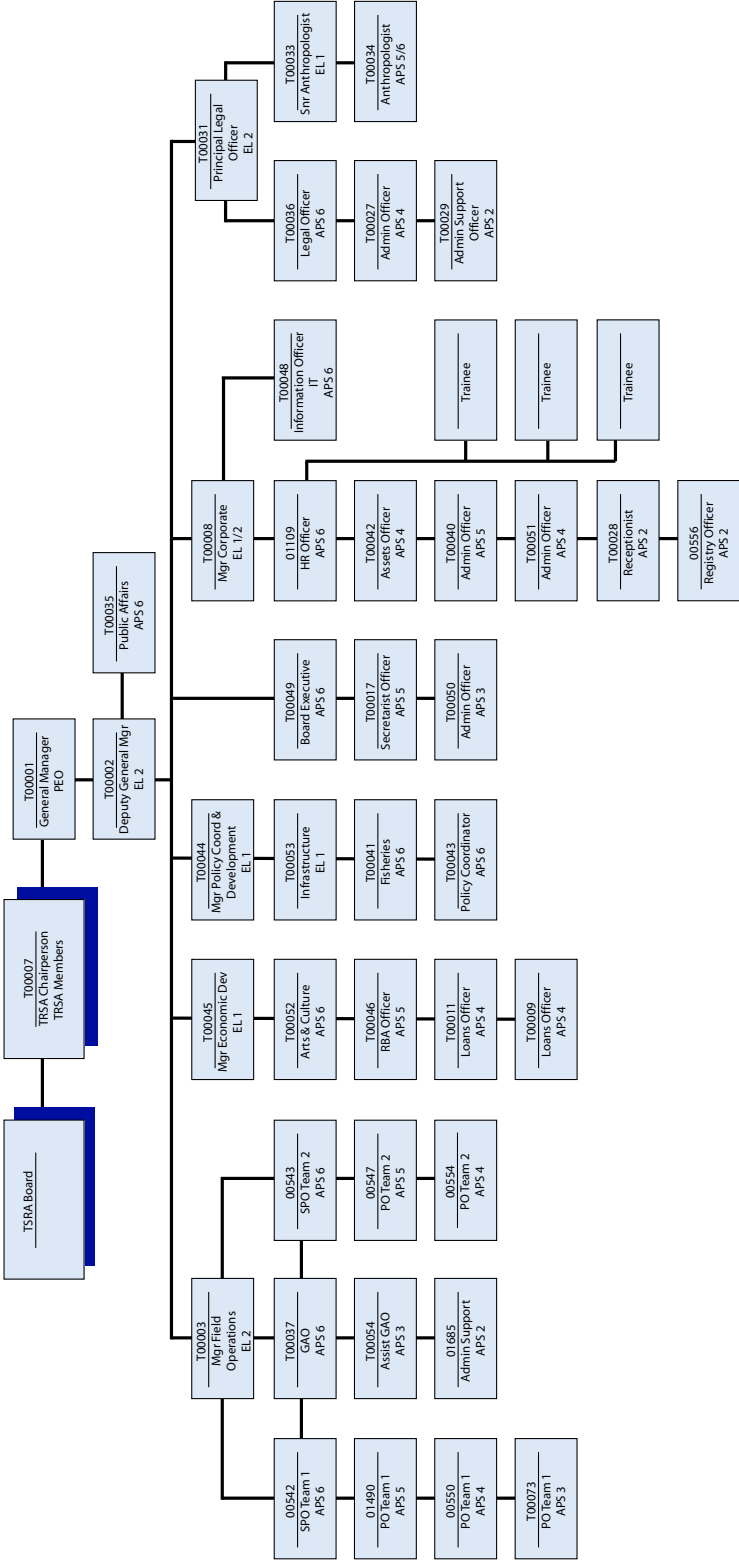 TSRA Board
T00007
TRSA Chairperson
TRSA Members
T00001
General Manager
PEO
T00002
Deputy General Mgr
EL 2
T00035
Public Affairs
APS 6
T00003
Mgr Field
Operations
EL 2
00542
SPO Team 1
APS 6
01490
PO Team 1
APS 5
00550
PO Team 1
APS 4
T00073
PO Team 1
APS 3
T00037
GAO
APS 6
T00054
Assist GAO
APS 3
01685
Admin Support
APS 2
00543
SPO Team 2
APS 6
00547
PO Team 2
APS 5
00554
PO Team 2
APS 4
T00045
Mgr Economic Dev
EL 1
T00052
Arts & Culture
APS 6
T00046
RBA Officer
APS 5
T00011
Loans Officer
APS 4
T00009
Loans Officer
APS 4
T00044
Mgr Policy Coord &
Development
EL 1
T00053
Infrastructure
EL 1
T00041
Fisheries
APS 6
T00043
Policy Coordinator
APS 6
T00049
Board Executive
APS 6
T00017
Secretarist Officer
APS 5
T00050
Admin Officer
APS 3
T00008
Mgr Corporate
EL 1/2
01109
HR Officer
APS 6
T00042
Assets Officer
APS 4
T00040
Admin Officer
APS 5
T00051
Admin Officer
APS 4
T00028
Receptionist
APS 2
00556
Registry Officer
APS 2
T00048
Information Officer
IT
APS 6
Trainee
Trainee
Trainee
T00031
Principal Legal
Officer
EL 2
T00036
Legal Officer
APS 6
T00027
Admin Officer
APS 4
T00029
Admin Support
Officer
APS 2
T00033
Snr Anthropologist
EL 1
T00034
Anthropologist
APS 5/6